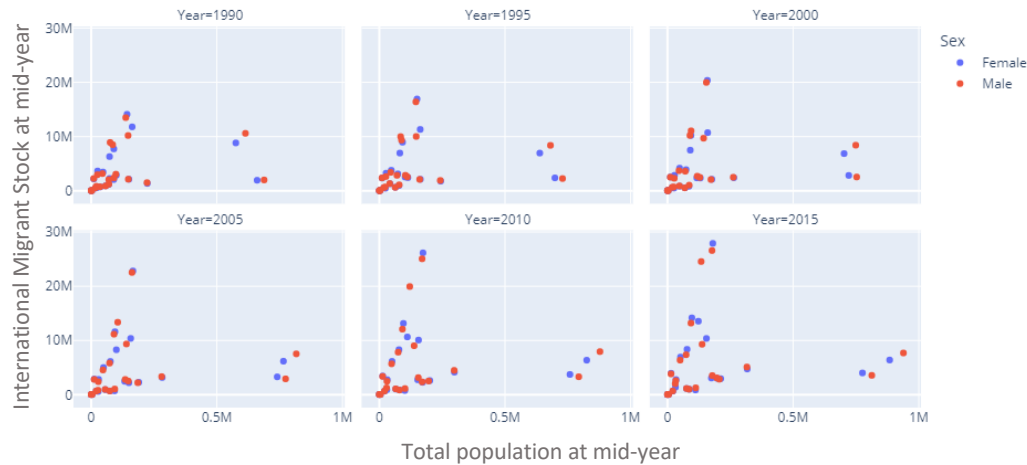 Year=1990
Year=1995
Year=2000
30M
20M
10M
0
Year=2005
Year=2010
Year=2015
30M
20M
10M
0
0
0.5M
1M
0
0.5M
1M
0
0.5M
1M
International Migrant Stock at mid-year
Total population at mid-year
Sex
Female
Male